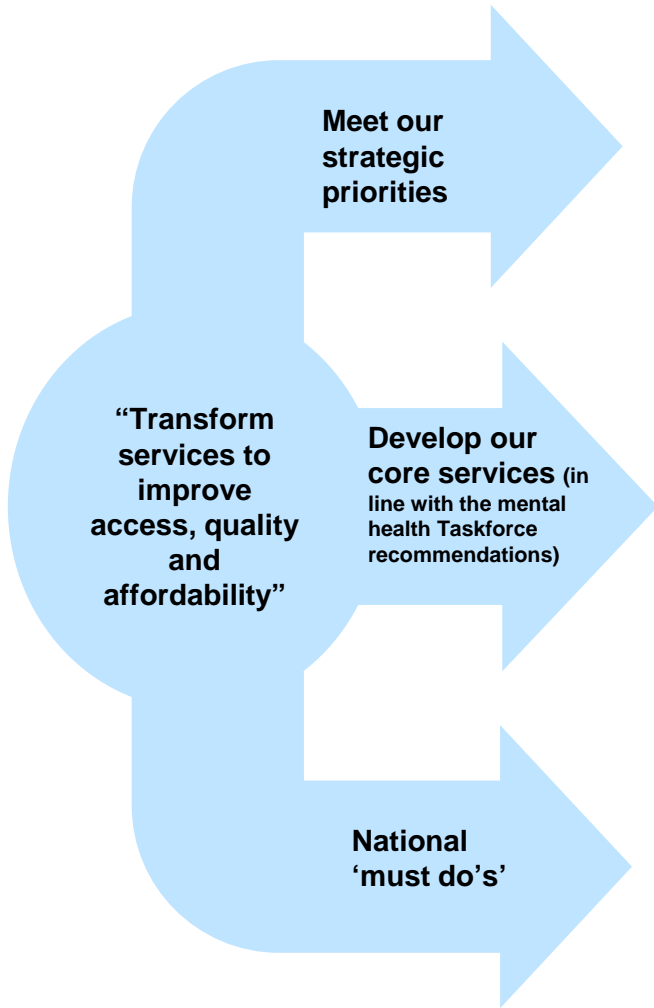 Meet our
strategic
priorities
“Transform
services to
improve
access, quality
and
affordability”
Develop our
core services (in
line with the mental
health Taskforce
recommendations)
National
‘must do’s’